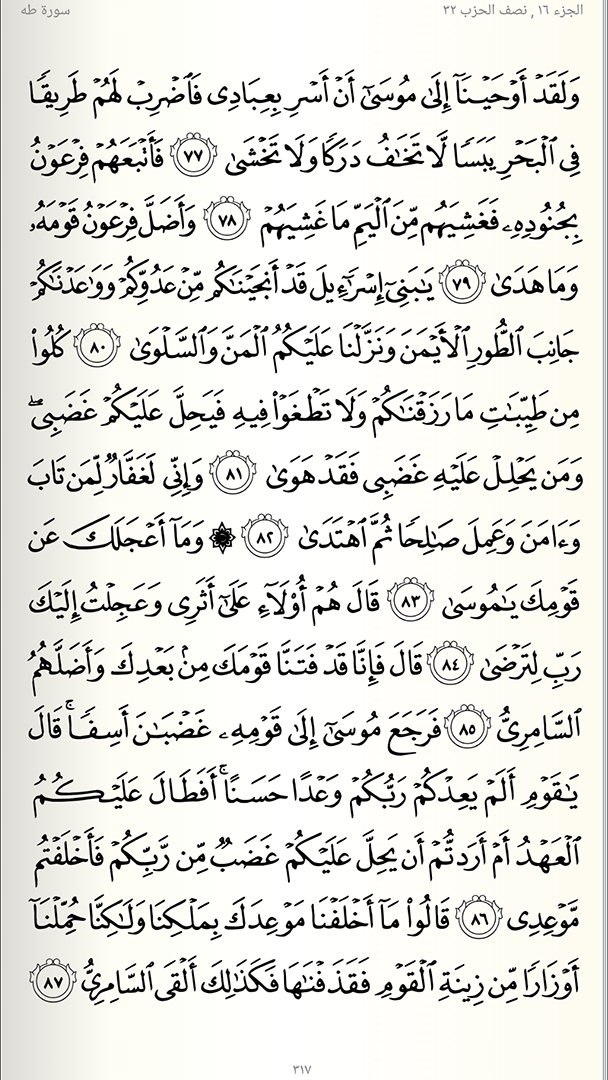 سورة طه
الجزء ١٦ , نصف الحزب ٣٢
وَلَقَدْ أَوْحَيْنَآ إِلَىٰ مُوسَىٰٓ أَنْ أَسْرِ بِعِبَادِى فَٱضْرِبْ لَهُمْ طَرِيقًا
فِى ٱلْبَحْرِ يَبَسًا لَّا تَخَٰفُ دَرَكًا وَلَا تَخْشَىٰ ٧٧ فَأَتْبَعَهُمْ فِرْعَوْنُ
بِجُنُودِهِۦ فَغَشِيَهُم مِّنَ ٱلْيَمِّ مَا غَشِيَهُمْ ٧٨ وَأَضَلَّ فِرْعَوْنُ قَوْمَهُۥ
وَمَا هَدَىٰ ٧٩ يَٰبَنِىٓ إِسْرَٰٓءِيلَ قَدْ أَنجَيْنَٰكُم مِّنْ عَدُوِّكُمْ وَوَٰعَدْنَٰكُمْ
جَانِبَ ٱلطُّورِ ٱلْأَيْمَنَ وَنَزَّلْنَا عَلَيْكُمُ ٱلْمَنَّ وَٱلسَّلْوَىٰ ٨٠ كُلُوا۟
مِن طَيِّبَٰتِ مَا رَزَقْنَٰكُمْ وَلَا تَطْغَوْا۟ فِيهِ فَيَحِلَّ عَلَيْكُمْ غَضَبِى ۖ
وَمَن يَحْلِلْ عَلَيْهِ غَضَبِى فَقَدْ هَوَىٰ ٨١ وَإِنِّى لَغَفَّارٌ لِّمَن تَابَ
وَءَامَنَ وَعَمِلَ صَٰلِحًا ثُمَّ ٱهْتَدَىٰ ٨٢ ۞ وَمَآ أَعْجَلَكَ عَن
قَوْمِكَ يَٰمُوسَىٰ ٨٣ قَالَ هُمْ أُو۟لَآءِ عَلَىٰٓ أَثَرِى وَعَجِلْتُ إِلَيْكَ
رَبِّ لِتَرْضَىٰ ٨٤ قَالَ فَإِنَّا قَدْ فَتَنَّا قَوْمَكَ مِنۢ بَعْدِكَ وَأَضَلَّهُمُ
ٱلسَّامِرِىُّ ٨٥ فَرَجَعَ مُوسَىٰٓ إِلَىٰ قَوْمِهِۦ غَضْبَٰنَ أَسِفًا ۚ قَالَ
يَٰقَوْمِ أَلَمْ يَعِدْكُمْ رَبُّكُمْ وَعْدًا حَسَنًا ۚ أَفَطَالَ عَلَيْكُمُ
ٱلْعَهْدُ أَمْ أَرَدتُّمْ أَن يَحِلَّ عَلَيْكُمْ غَضَبٌ مِّن رَّبِّكُمْ فَأَخْلَفْتُم
مَّوْعِدِى ٨٦ قَالُوا۟ مَآ أَخْلَفْنَا مَوْعِدَكَ بِمَلْكِنَا وَلَٰكِنَّا حُمِّلْنَآ
أَوْزَارًا مِّن زِينَةِ ٱلْقَوْمِ فَقَذَفْنَٰهَا فَكَذَٰلِكَ أَلْقَى ٱلسَّامِرِىُّ ٨٧
٣١٧